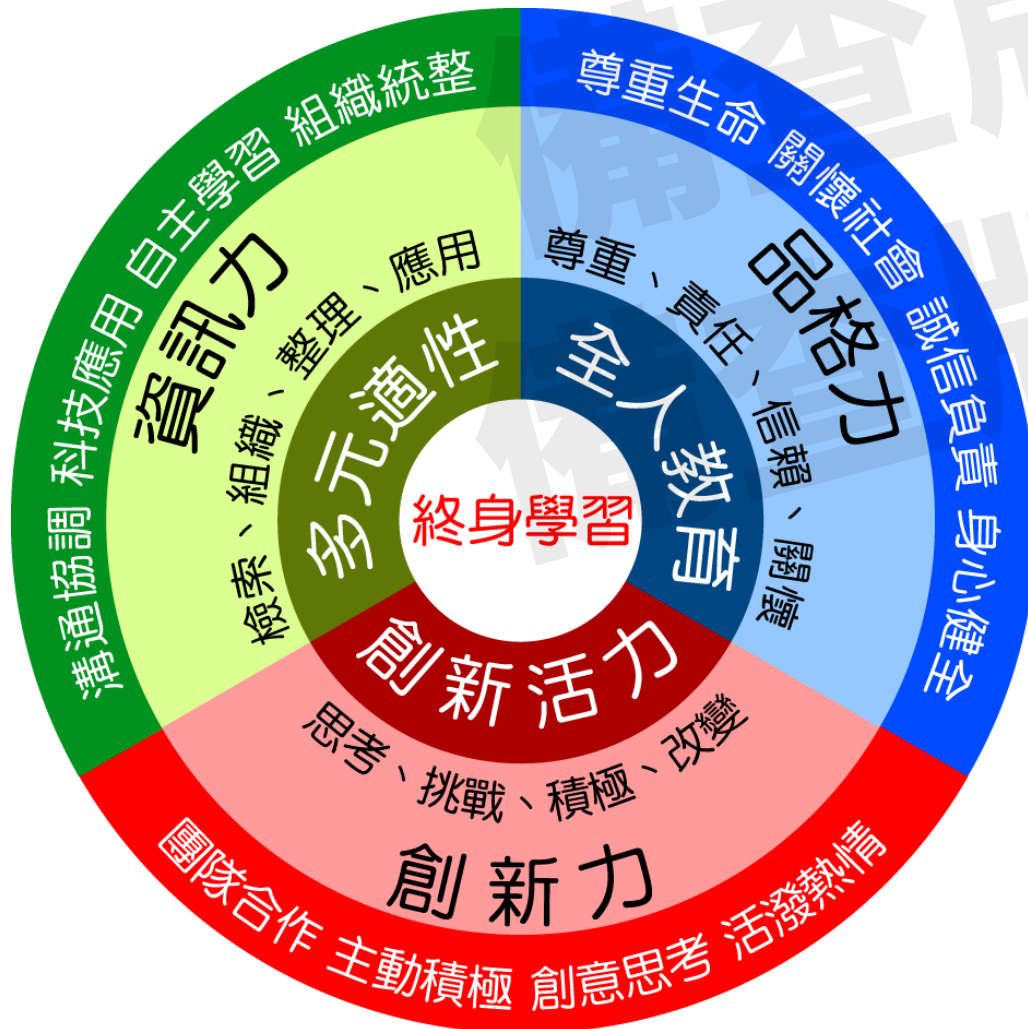 終身學習
多元適性
全人教育
創新活力
檢索、組織、整理、應用
尊重、責任、信賴、關懷
思考、挑戰、積極、改變
資訊力
品格力
創新力
溝通協調 科技應用 自主學習 組織統整
尊重生命 關懷社會 誠信負責 身心健全
團隊合作 主動積極 創意思考 活潑熱情
備查
備查